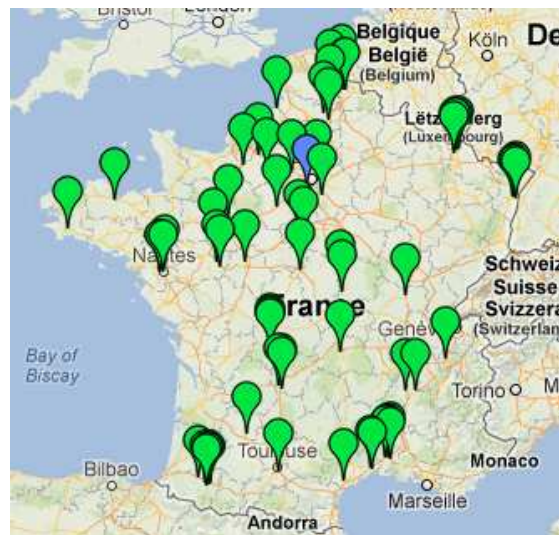 Bristol
London
De
Belgique
België
(Belgium)
Köln
(Luxembourg)
Nantes
France
Genève
Schweiz
Suisse
Svizzera
(Switzerland
Bay of
Biscay
Torino
M
Toulouse
Bilbao
Monaco
Marseille
Andorra